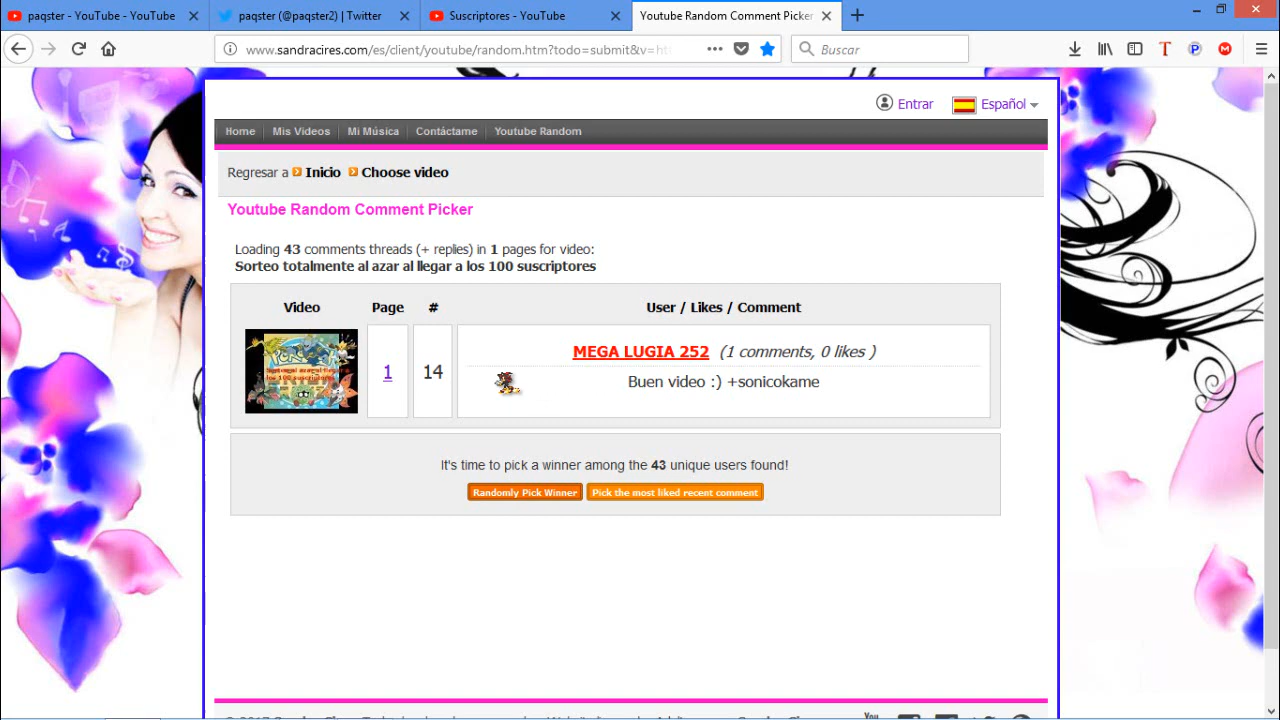 paqster - YouTube - YouTube
paqster (@paqster2) | Twitter
Suscriptores - YouTube
Youtube Random Comment Picker
www.sandracires.com/es/client/youtube/random.htm?todo=submit&v=ht
Buscar
Entrar
Español
Home
Mis Videos
Mi Música
Contáctame
Youtube Random
Regresar a Inicio Choose video
Youtube Random Comment Picker
Loading 43 comments threads (+ replies) in 1 pages for video:
Sorteo totalmente al azar al llegar a los 100 suscriptores
Video Page # User / Likes / Comment
1 14 MEGA LUGIA 252 (1 comments, 0 likes )
Buen video :) +sonicokame
It's time to pick a winner among the 43 unique users found!
Randomly Pick Winner Pick the most liked recent comment